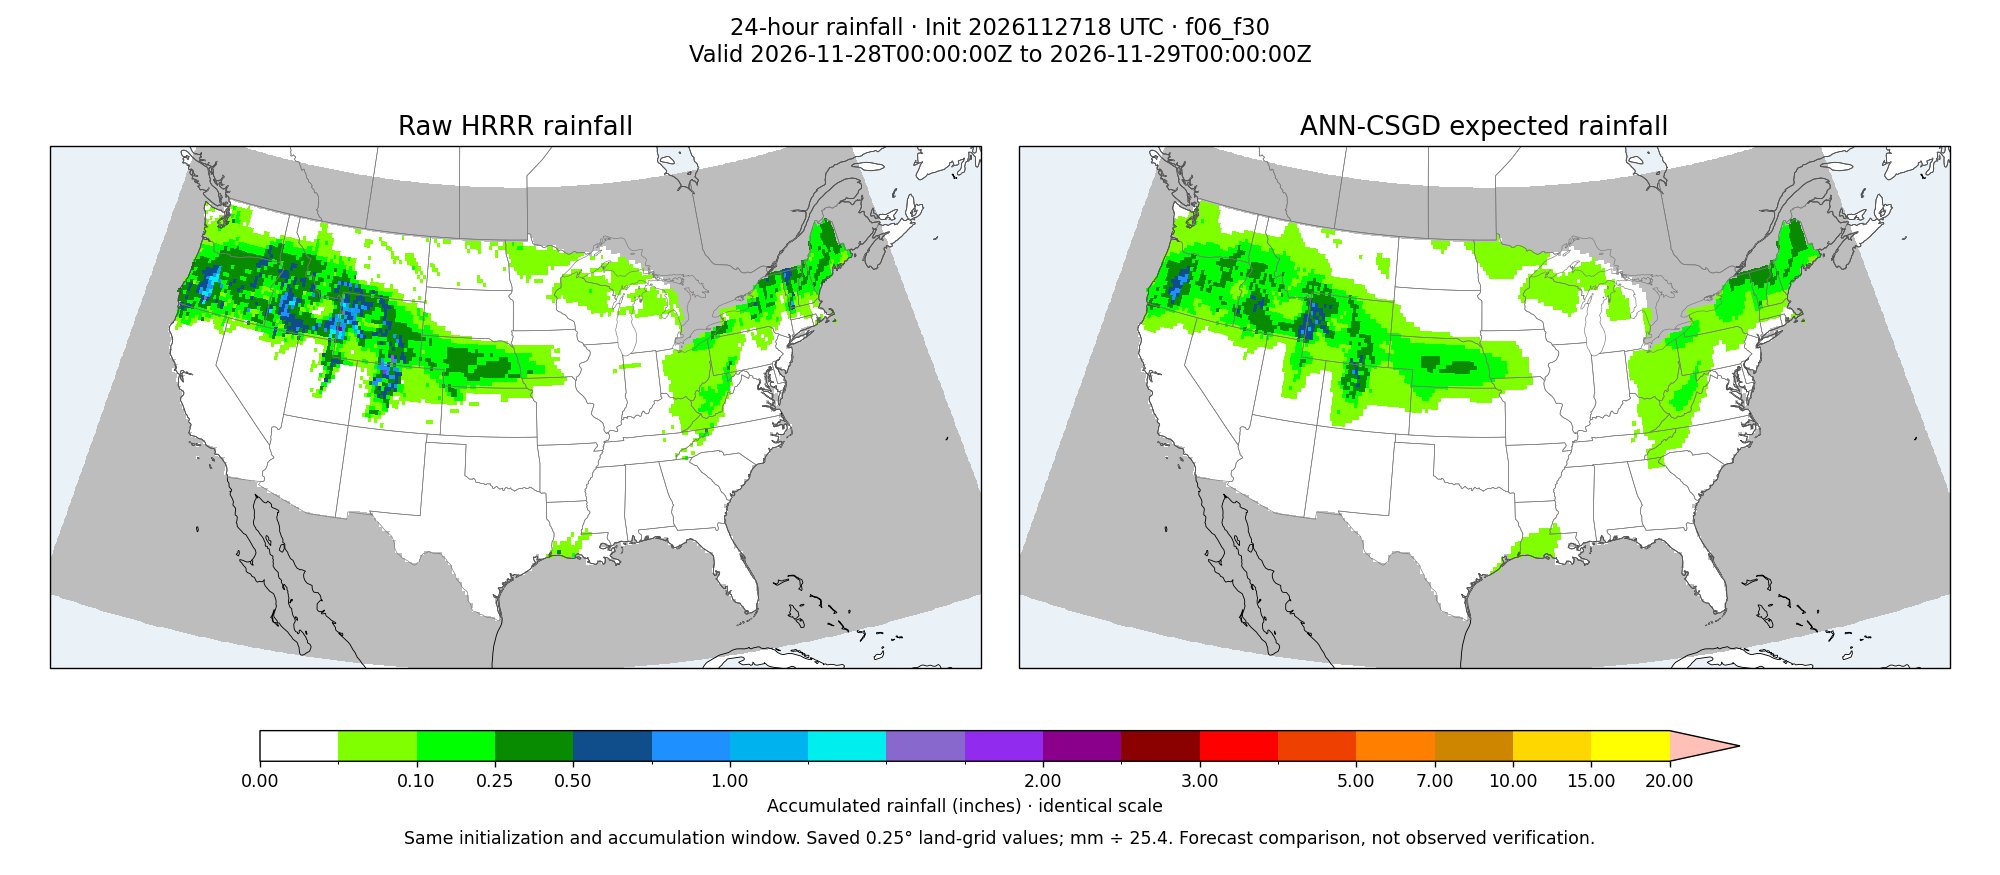 24-hour rainfall · Init 2026112718 UTC · f06_f30
Valid 2026-11-28T00:00:00Z to 2026-11-29T00:00:00Z
Raw HRRR rainfall
ANN-CSGD expected rainfall
0.00 0.10 0.25 0.50 1.00 2.00 3.00 5.00 7.00 10.00 15.00 20.00
Accumulated rainfall (inches) · identical scale
Same initialization and accumulation window. Saved 0.25° land-grid values; mm ÷ 25.4. Forecast comparison, not observed verification.